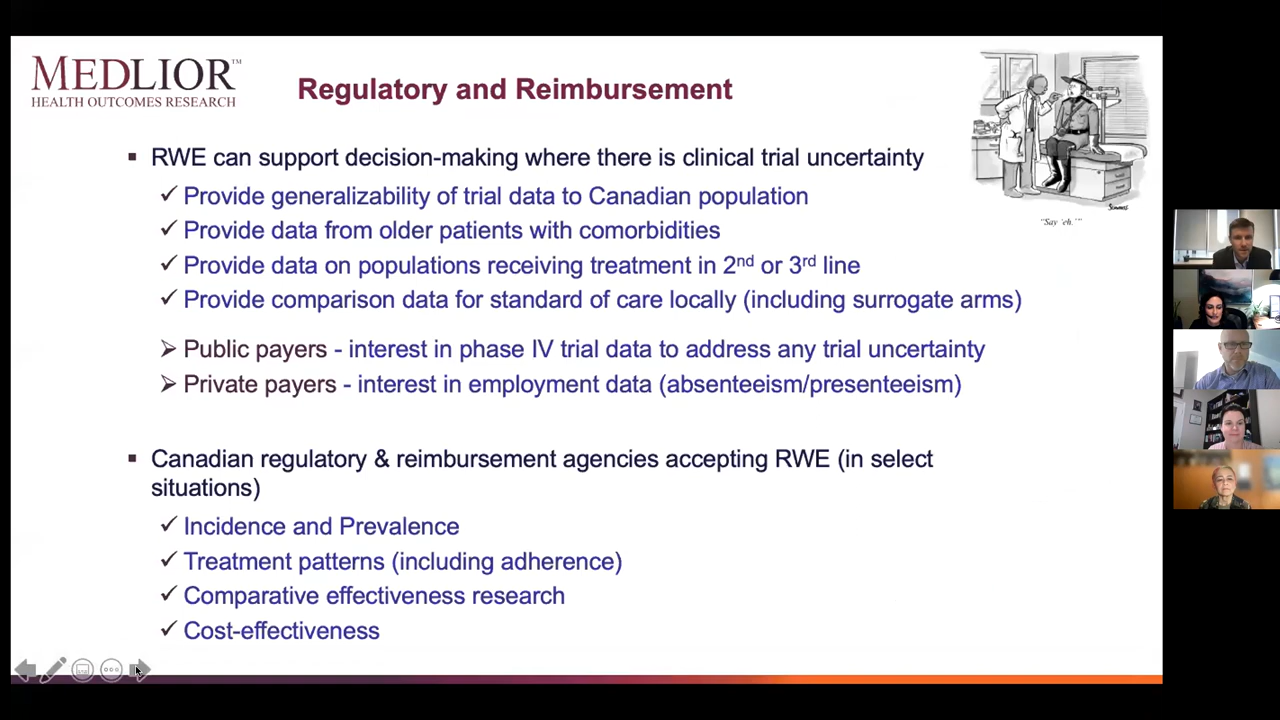 MEDLIOR™
HEALTH OUTCOMES RESEARCH
Regulatory and Reimbursement
"Say 'eh.'"
▪ RWE can support decision-making where there is clinical trial uncertainty
✓ Provide generalizability of trial data to Canadian population
✓ Provide data from older patients with comorbidities
✓ Provide data on populations receiving treatment in 2nd or 3rd line
✓ Provide comparison data for standard of care locally (including surrogate arms)
➢ Public payers - interest in phase IV trial data to address any trial uncertainty
➢ Private payers - interest in employment data (absenteeism/presenteeism)
▪ Canadian regulatory & reimbursement agencies accepting RWE (in select
situations)
✓ Incidence and Prevalence
✓ Treatment patterns (including adherence)
✓ Comparative effectiveness research
✓ Cost-effectiveness